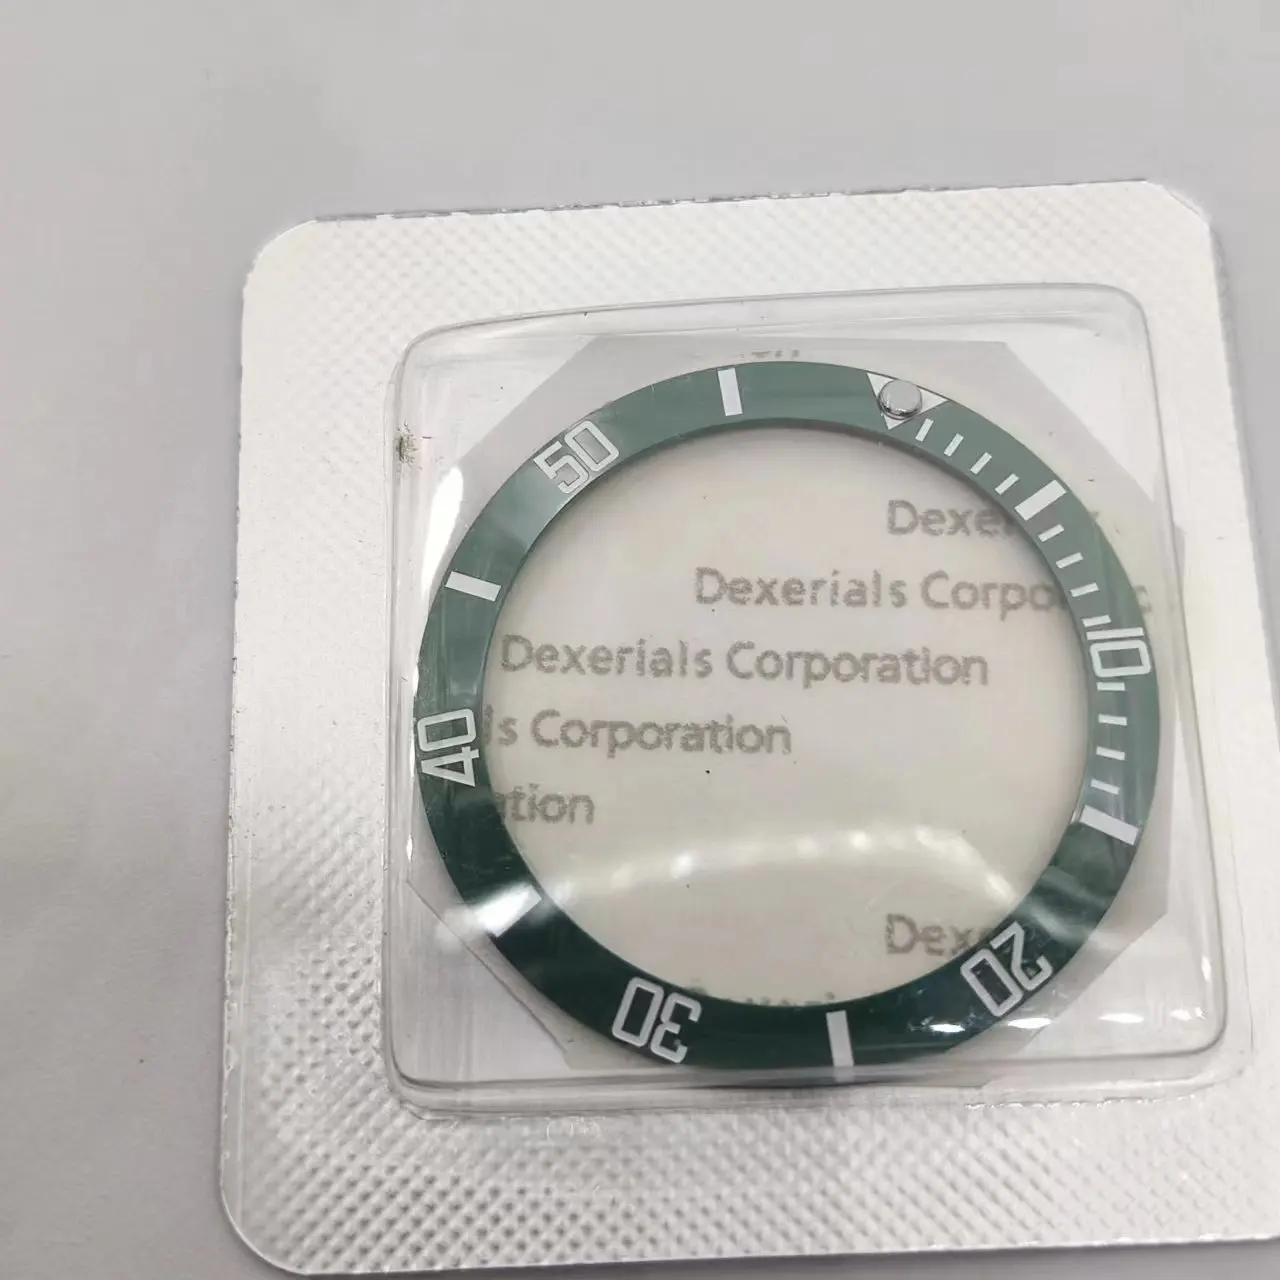 Dexe
Dexerials Corpo
Dexerials Corporation
ls Corporation
ation
Dex
50
10
40
20
30